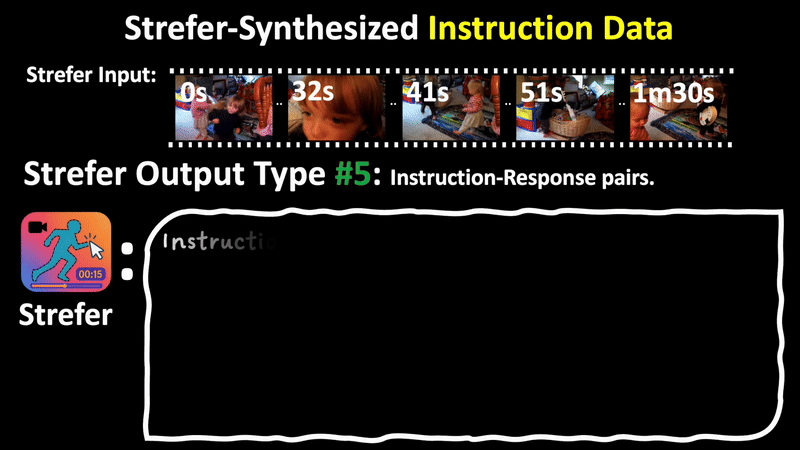 Strefer-Synthesized Instruction Data
Strefer Input:
0s
32s
41s
51s
1m30s
Strefer Output Type #5: Instruction-Response pairs.
Instructi
00:15
:
Strefer